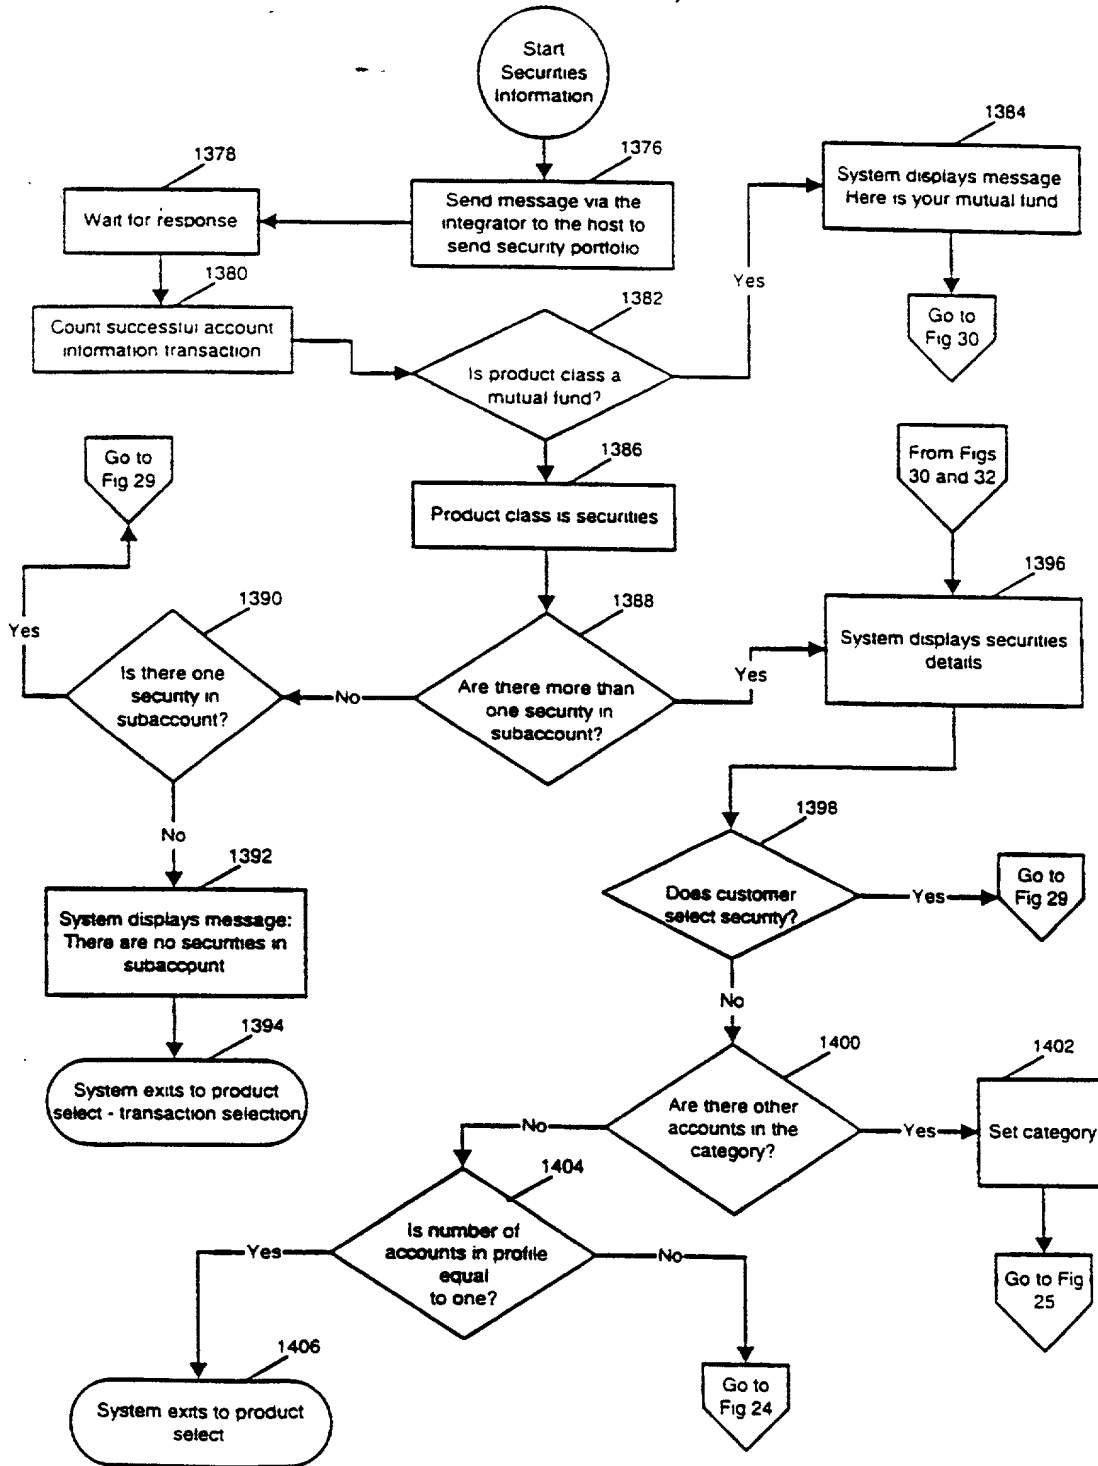 Start
Securities
Information
1384
1378
1376
System displays message
Here is your mutual fund
Wait for response
Send message via the
integrator to the host to
send security portfolio
1380
Yes
1382
Count successful account
information transaction
Go to
Fig 30
Is product class a
mutual fund?
Go to
Fig 29
1386
From Figs
30 and 32
Product class is securities
1396
1390
1388
Yes
System displays securities
details
Is there one
security in
subaccount?
No
Are there more than
one security in
subaccount?
Yes
1398
No
1392
Go to
Fig 29
Does customer
select security?
Yes
System displays message:
There are no securities in
subaccount
No
1394
1400
1402
System exits to product
select - transaction selection
Are there other
accounts in the
category?
No
Yes
Set category
1404
Is number of
accounts in profile
equal
to one?
Yes
No
Go to Fig
25
1406
Go to
Fig 24
System exits to product
select